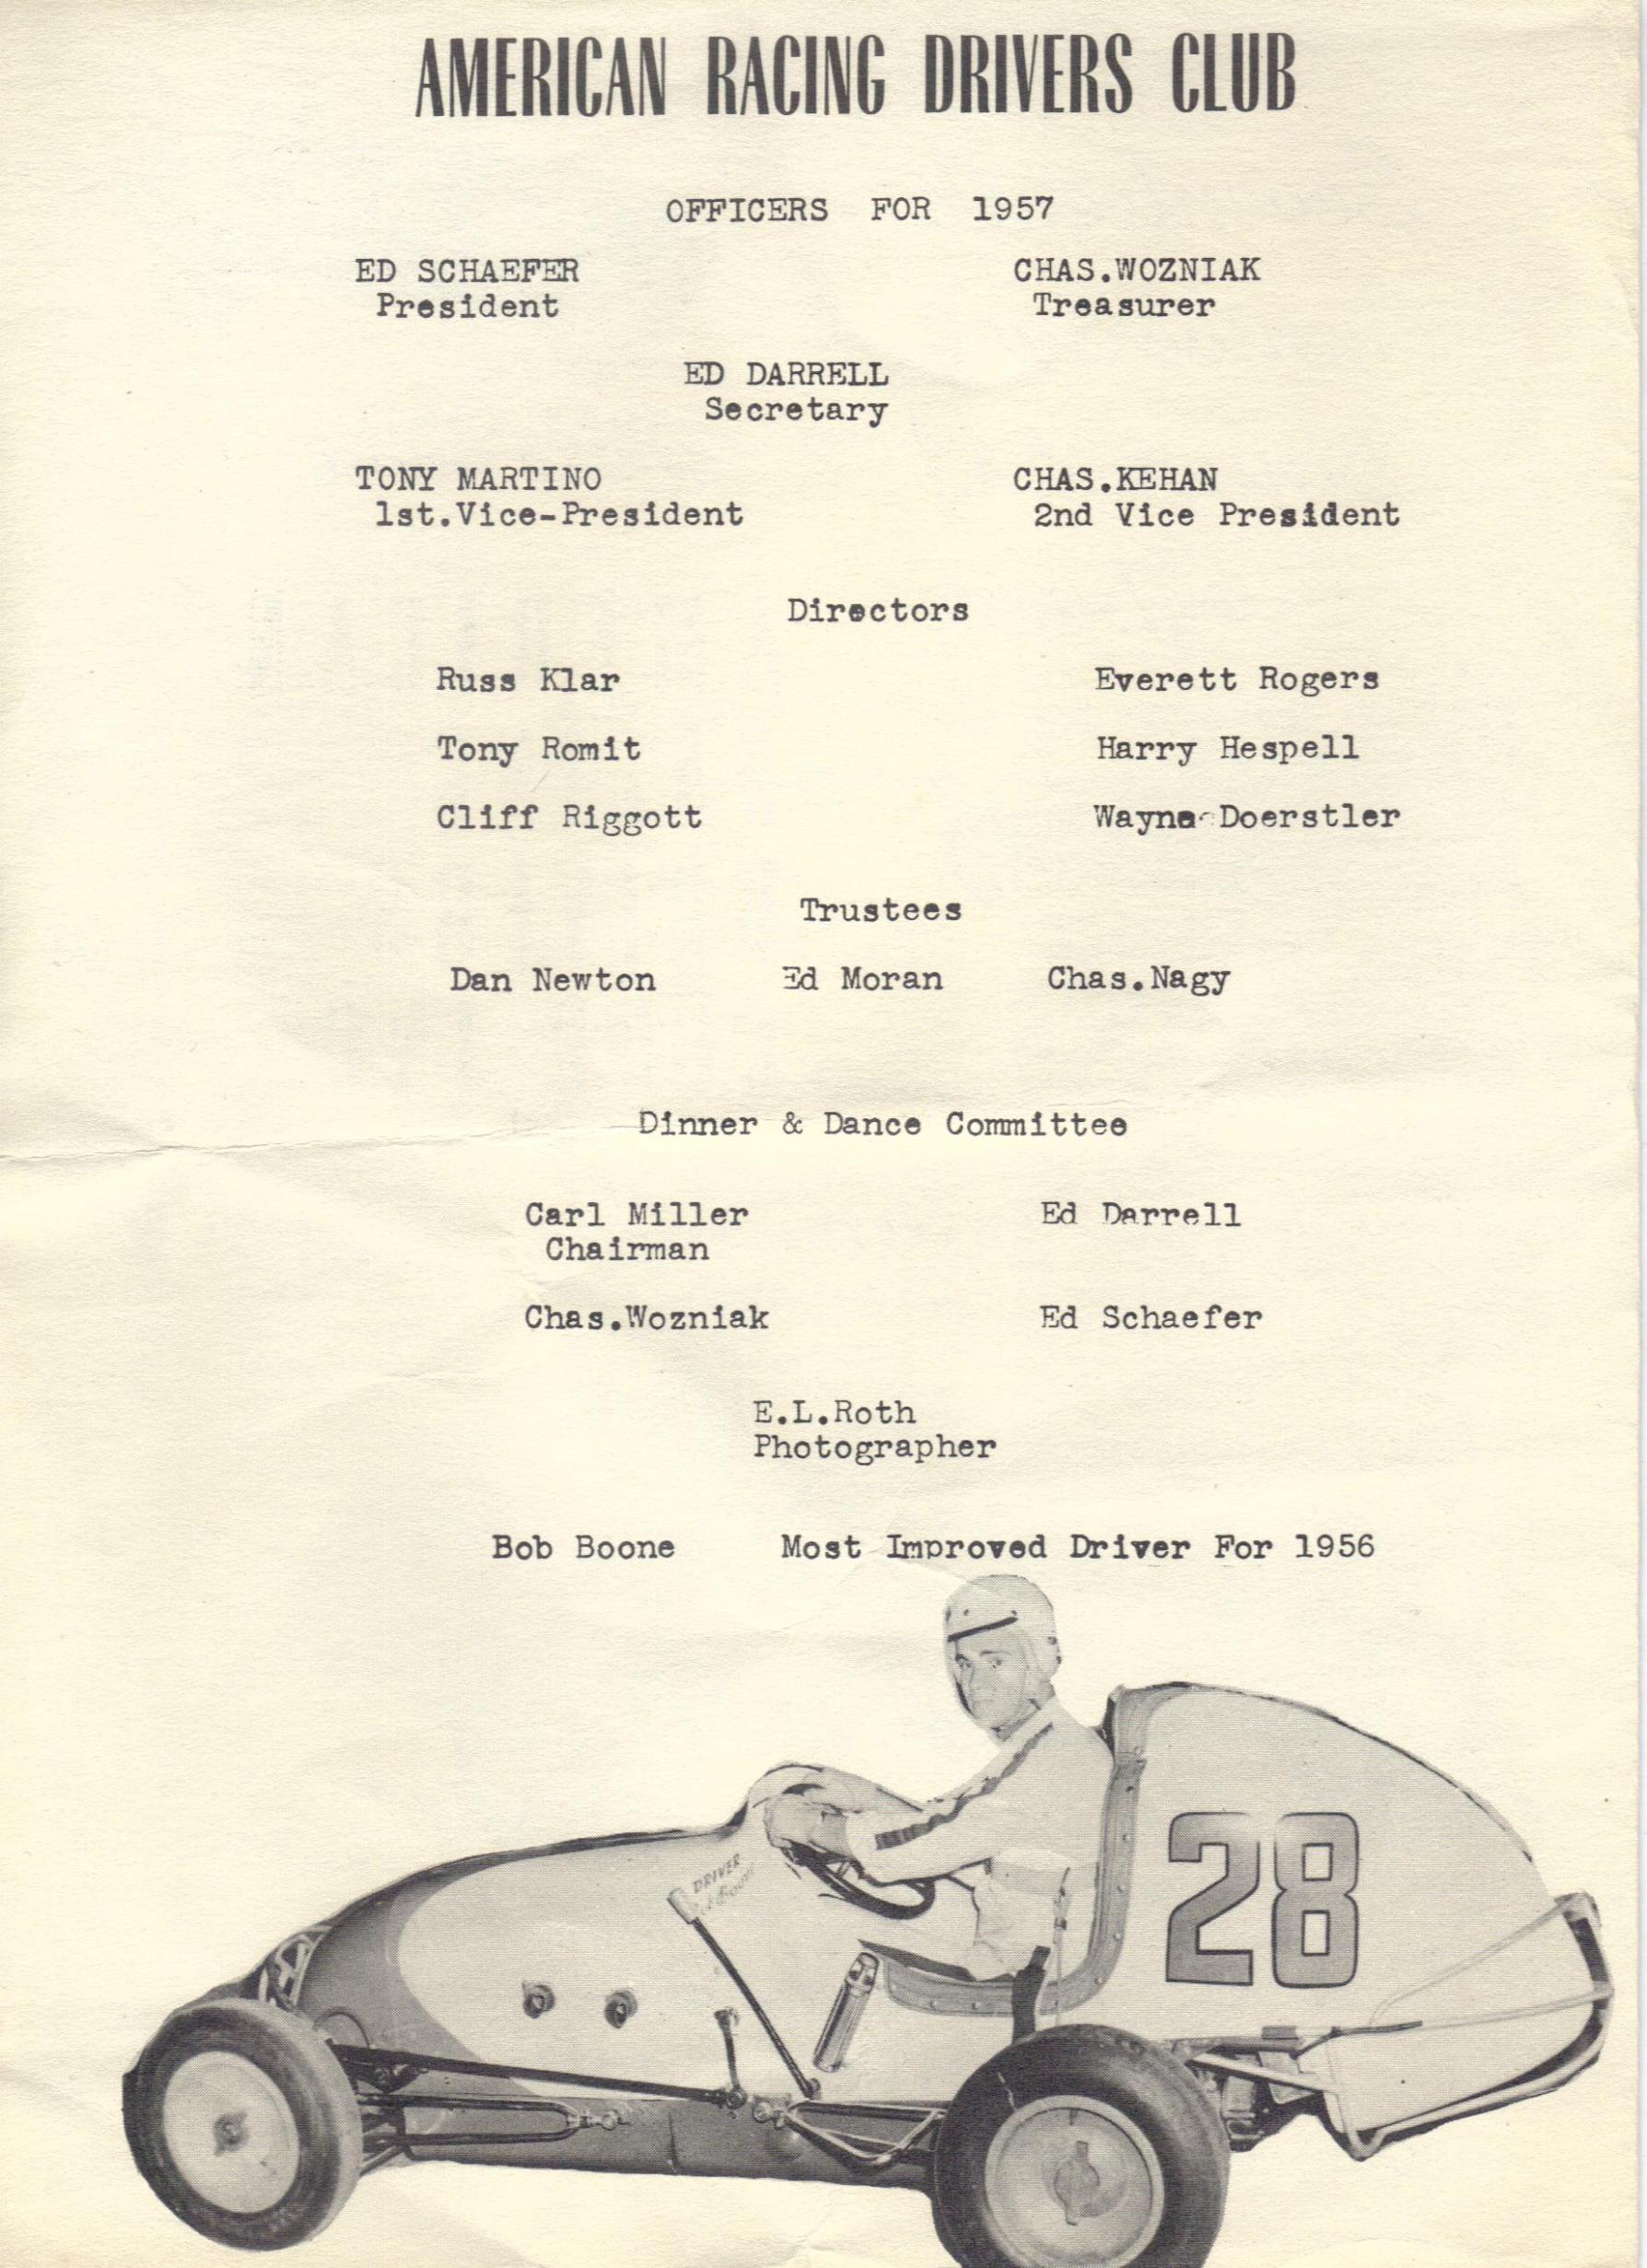 AMERICAN RACING DRIVERS CLUB
OFFICERS FOR 1957
ED SCHAEFER CHAS.WOZNIAK
President Treasurer
ED DARRELL
Secretary
TONY MARTINO CHAS.KEHAN
1st.Vice-President 2nd Vice President
Directors
Russ Klar Everett Rogers
Tony Romit Harry Hespell
Cliff Riggott Wayne Doerstler
Trustees
Dan Newton Ed Moran Chas.Nagy
Dinner & Dance Committee
Carl Miller Ed Darrell
Chairman
Chas.Wozniak Ed Schaefer
E.L.Roth
Photographer
Bob Boone Most Improved Driver For 1956
DRIVER
28